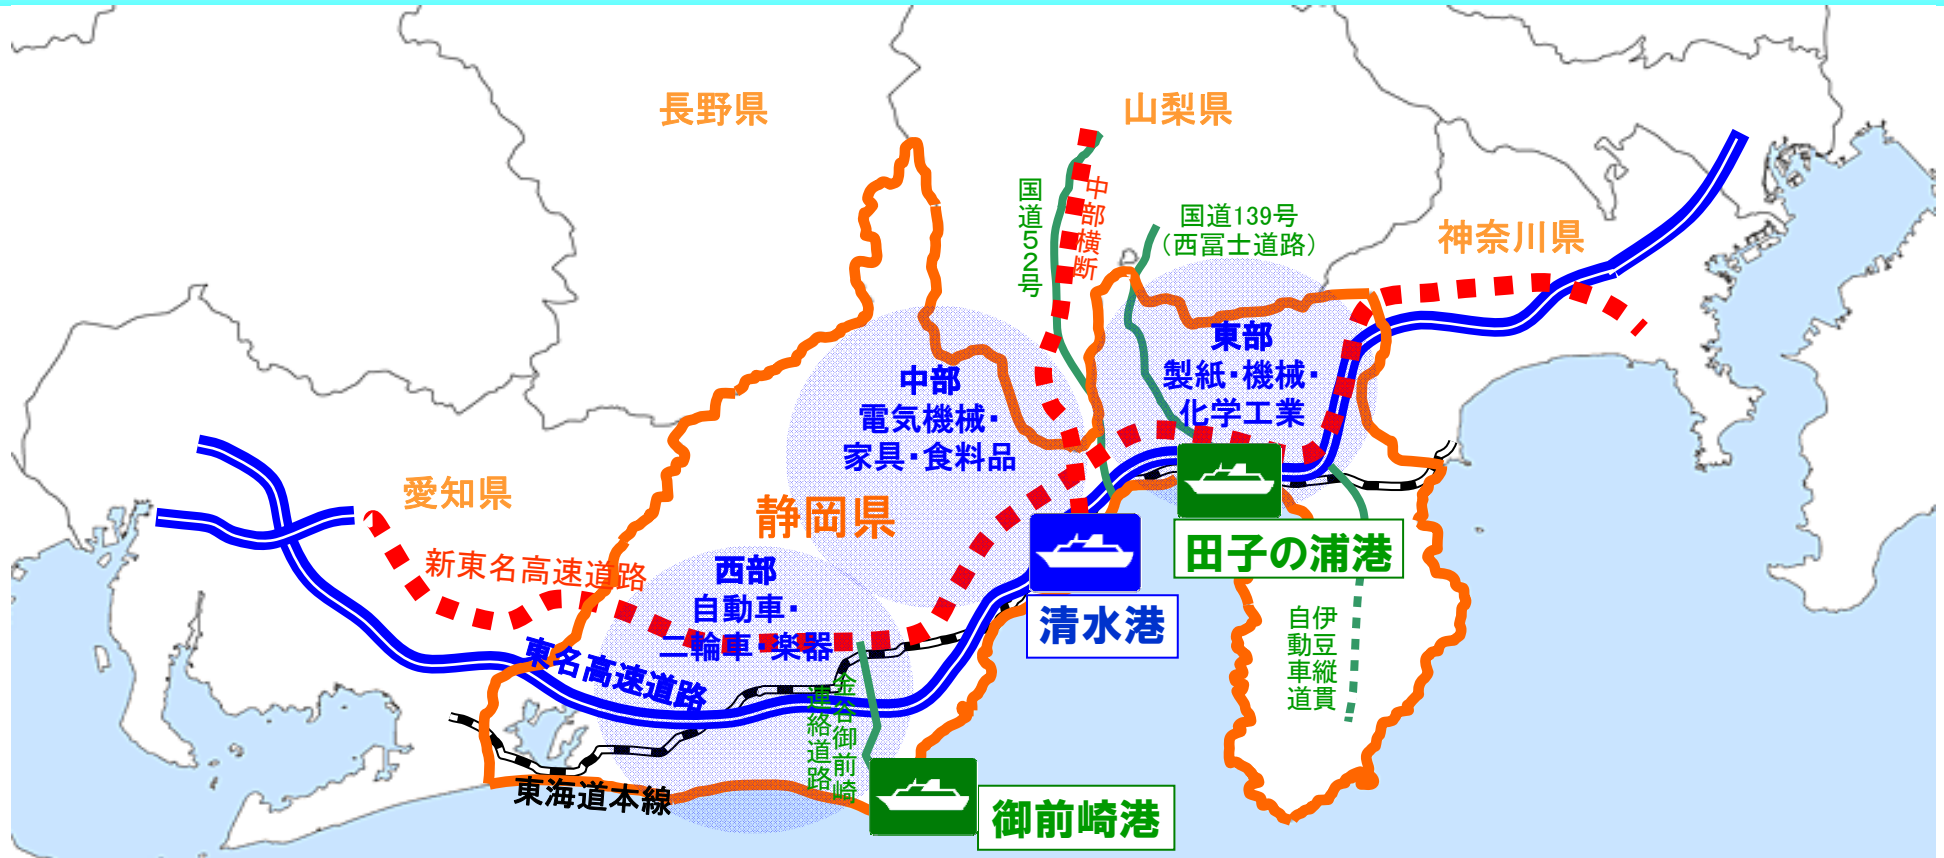 長野県
山梨県
国道52号
中部横断
国道139号
(西冨士道路)
神奈川県
東部
製紙・機械・
化学工業
中部
電気機械・
家具・食料品
静岡県
愛知県
新東名高速道路
西部
自動車・
二輪車・楽器
東名高速道路
東海道本線
金谷御前崎
連絡道路
清水港
田子の浦港
伊豆縦貫
自動車道
御前崎港